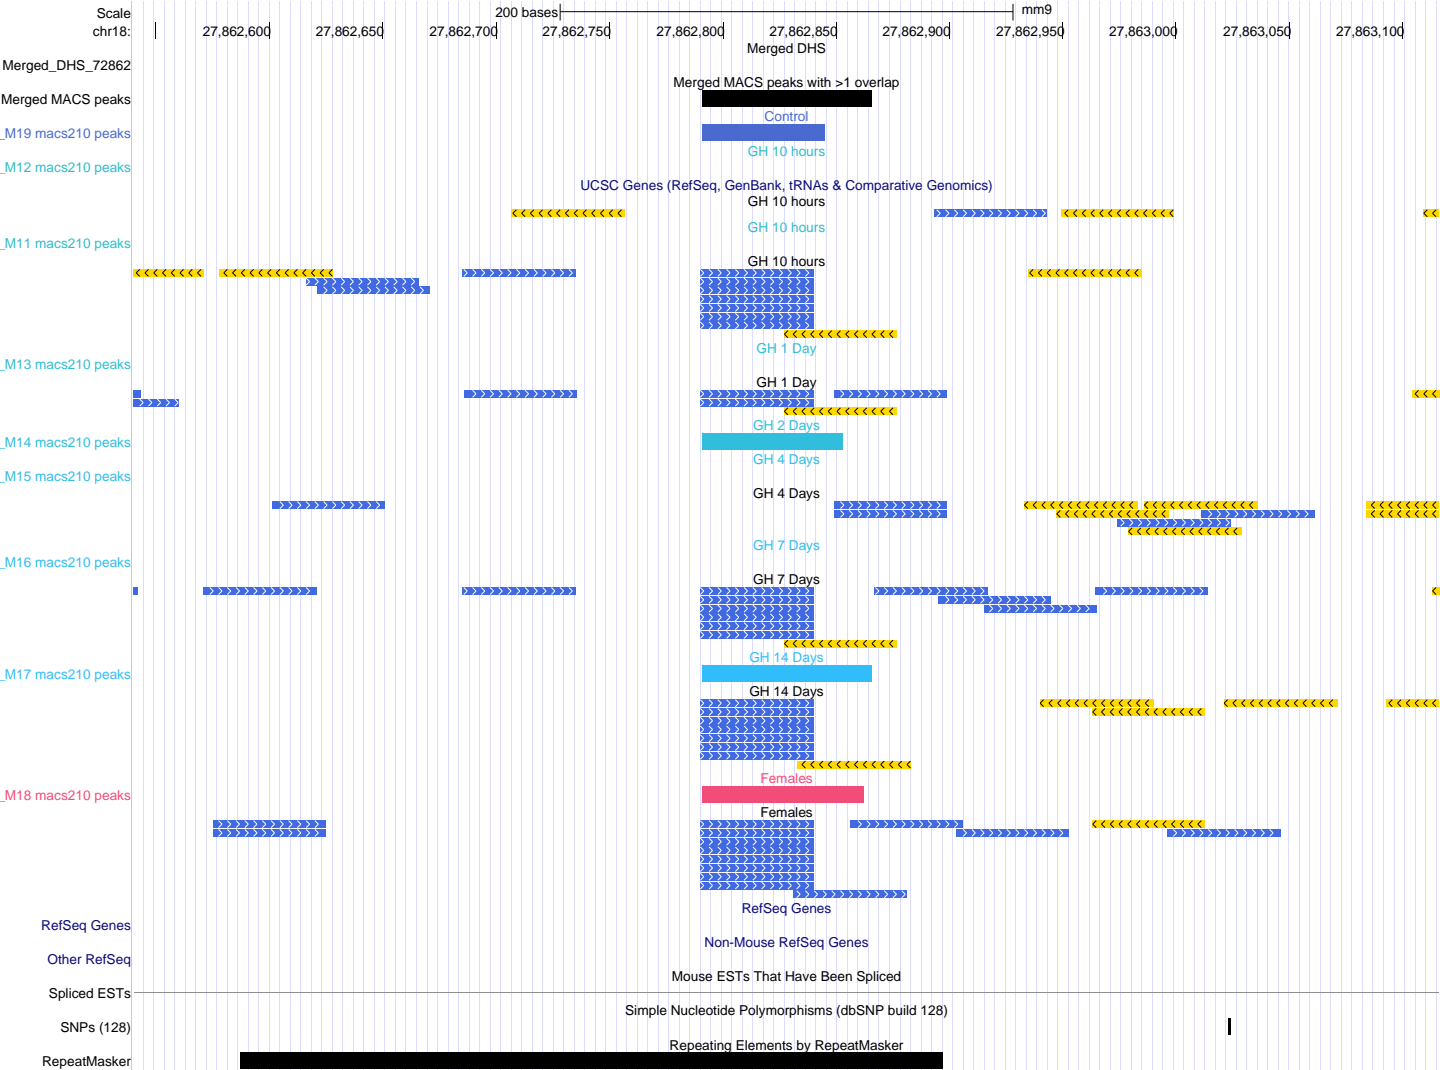 Scale 200 bases mm9
chr18: 27,862,600 27,862,650 27,862,700 27,862,750 27,862,800 27,862,850 27,862,900 27,862,950 27,863,000 27,863,050 27,863,100
Merged DHS
Merged_DHS_72862
Merged MACS peaks with >1 overlap
Merged MACS peaks
Control
_M19 macs210 peaks
GH 10 hours
_M12 macs210 peaks
UCSC Genes (RefSeq, GenBank, tRNAs & Comparative Genomics)
GH 10 hours
GH 10 hours
_M11 macs210 peaks
GH 10 hours
GH 1 Day
_M13 macs210 peaks
GH 1 Day
GH 2 Days
_M14 macs210 peaks
GH 4 Days
_M15 macs210 peaks
GH 4 Days
GH 7 Days
_M16 macs210 peaks
GH 7 Days
GH 14 Days
_M17 macs210 peaks
GH 14 Days
Females
_M18 macs210 peaks
Females
RefSeq Genes
RefSeq Genes
Non-Mouse RefSeq Genes
Other RefSeq
Mouse ESTs That Have Been Spliced
Spliced ESTs
Simple Nucleotide Polymorphisms (dbSNP build 128)
SNPs (128)
Repeating Elements by RepeatMasker
RepeatMasker